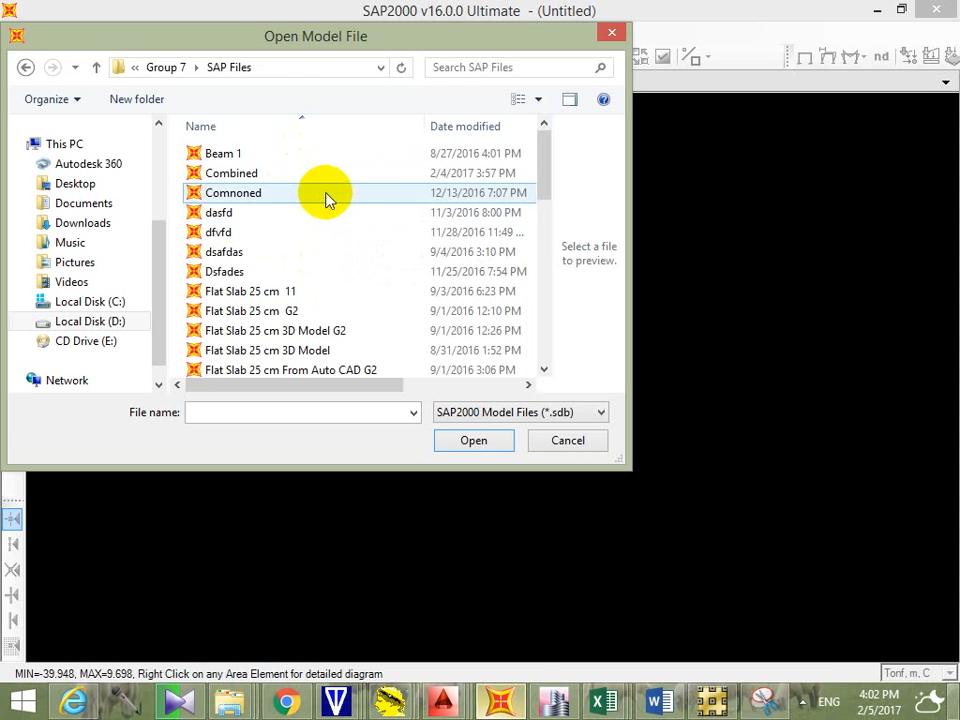 SAP2000 v16.0.0 Ultimate - (Untitled)
Open Model File
Group 7 SAP Files
Search SAP Files
Organize
New folder
Name
Date modified
This PC
Autodesk 360
Desktop
Documents
Downloads
Music
Pictures
Videos
Local Disk (C:)
Local Disk (D:)
CD Drive (E:)
Network
Beam 1 8/27/2016 4:01 PM
Combined 2/4/2017 3:57 PM
Comnoned 12/13/2016 7:07 PM
dasfd 11/3/2016 8:00 PM
dfvfd 11/28/2016 11:49 ...
dsafdas 9/4/2016 3:10 PM
Dsfades 11/25/2016 7:54 PM
Flat Slab 25 cm 11 9/3/2016 6:23 PM
Flat Slab 25 cm G2 9/1/2016 12:10 PM
Flat Slab 25 cm 3D Model G2 9/1/2016 12:26 PM
Flat Slab 25 cm 3D Model 8/31/2016 1:52 PM
Flat Slab 25 cm From Auto CAD G2 9/1/2016 3:06 PM
Select a file
to preview.
File name:
SAP2000 Model Files (*.sdb)
Open
Cancel
nd
MIN=-39.948, MAX=9.698, Right Click on any Area Element for detailed diagram
Tonf, m, C
ENG
4:02 PM
2/5/2017